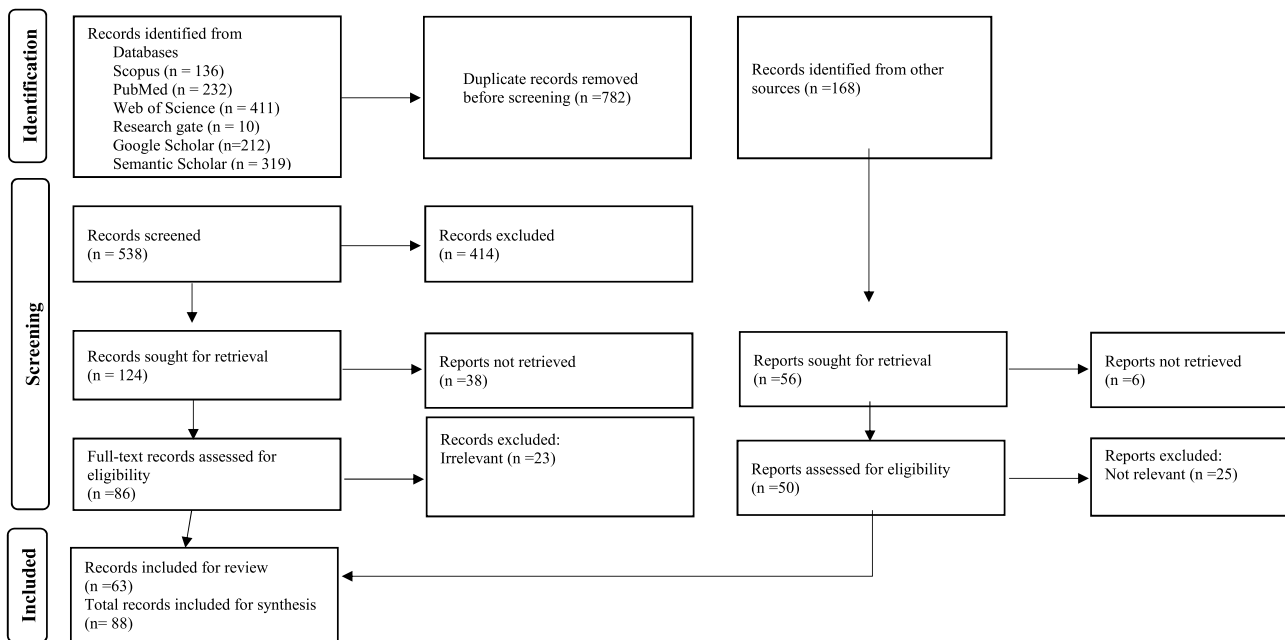 Identification
Records identified from
Databases
Scopus (n = 136)
PubMed (n = 232)
Web of Science (n = 411)
Research gate (n = 10)
Google Scholar (n=212)
Semantic Scholar (n = 319)
Duplicate records removed
before screening (n =782)
Records identified from other
sources (n =168)
Screening
Records screened
(n = 538)
Records excluded
(n = 414)
Records sought for retrieval
(n = 124)
Reports not retrieved
(n =38)
Reports sought for retrieval
(n =56)
Reports not retrieved
(n =6)
Full-text records assessed for
eligibility
(n =86)
Records excluded:
Irrelevant (n =23)
Reports assessed for eligibility
(n =50)
Reports excluded:
Not relevant (n =25)
Included
Records included for review
(n =63)
Total records included for synthesis
(n= 88)